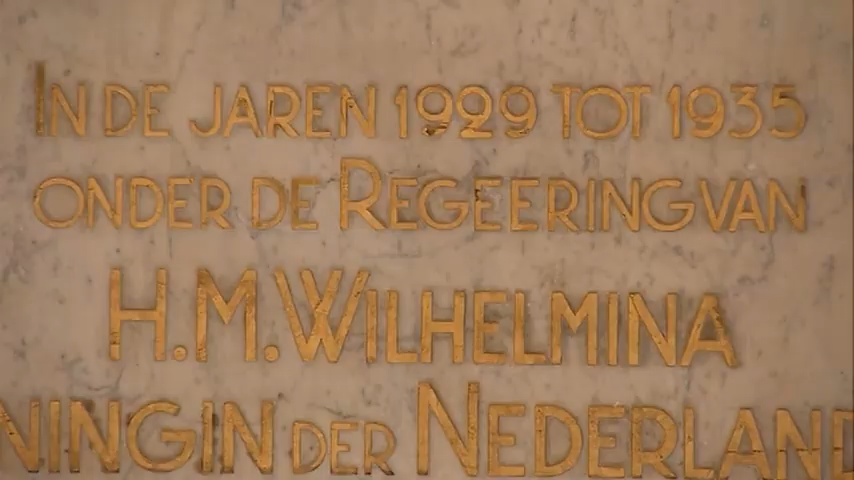 IN DE JAREN 1929 TOT 1935
ONDER DE REGEERING VAN
H.M. WILHELMINA
NINGIN DER NEDERLAND